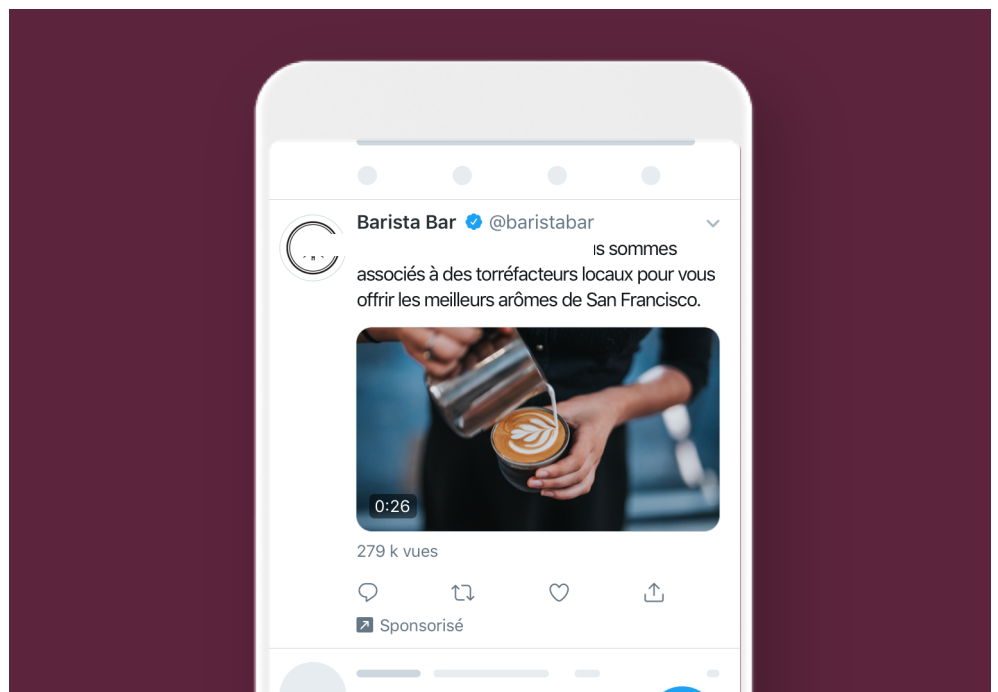 Barista Bar @baristabar
sommes
associés à des torréfacteurs locaux pour vous
offrir les meilleurs arômes de San Francisco.
0:26
279 k vues
Sponsorisé